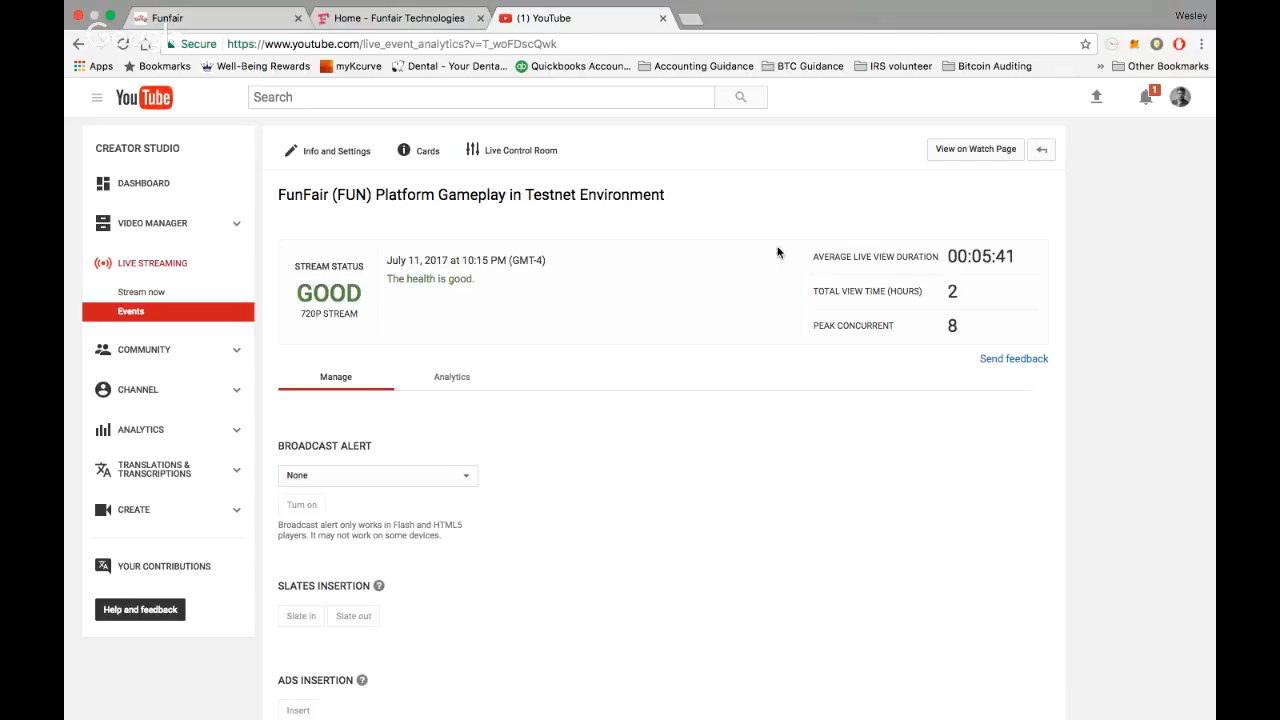 Funfair
Home - Funfair Technologies
(1) YouTube
Wesley
Google
Secure
https://www.youtube.com/live_event_analytics?v=T_woFDscQwk
Apps
Bookmarks
Well-Being Rewards
myKcurve
Dental - Your Denta...
Quickbooks Accoun...
Accounting Guidance
BTC Guidance
IRS volunteer
Bitcoin Auditing
»
Other Bookmarks
YouTube
Search
1
CREATOR STUDIO
DASHBOARD
VIDEO MANAGER
LIVE STREAMING
Stream now
Events
COMMUNITY
CHANNEL
ANALYTICS
TRANSLATIONS &
TRANSCRIPTIONS
CREATE
YOUR CONTRIBUTIONS
Help and feedback
Info and Settings
Cards
Live Control Room
View on Watch Page
FunFair (FUN) Platform Gameplay in Testnet Environment
STREAM STATUS
GOOD
720P STREAM
July 11, 2017 at 10:15 PM (GMT-4)
The health is good.
AVERAGE LIVE VIEW DURATION 00:05:41
TOTAL VIEW TIME (HOURS) 2
PEAK CONCURRENT 8
Send feedback
Manage
Analytics
BROADCAST ALERT
None
Turn on
Broadcast alert only works in Flash and HTML5
players. It may not work on some devices.
SLATES INSERTION ?
Slate in
Slate out
ADS INSERTION ?
Insert